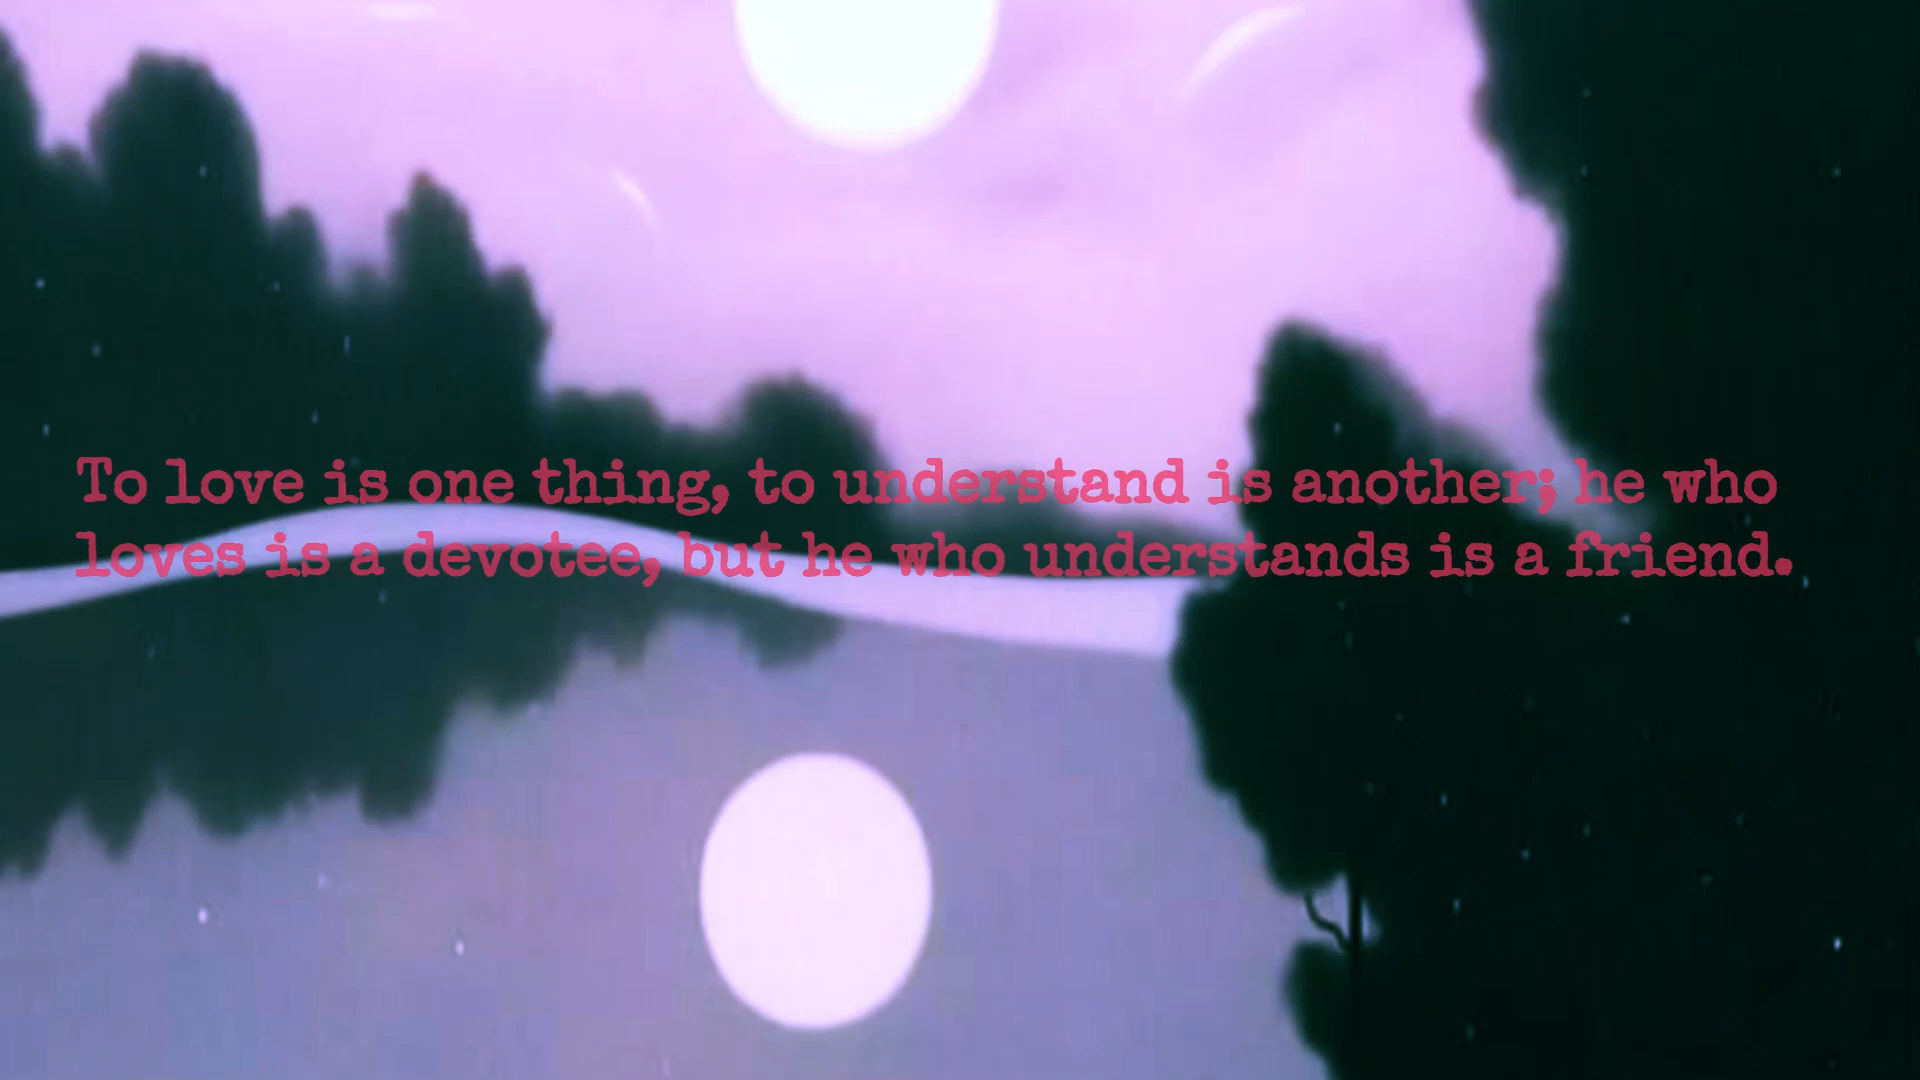 To love is one thing, to understand is another; he who
loves is a devotee, but he who understands is a friend.